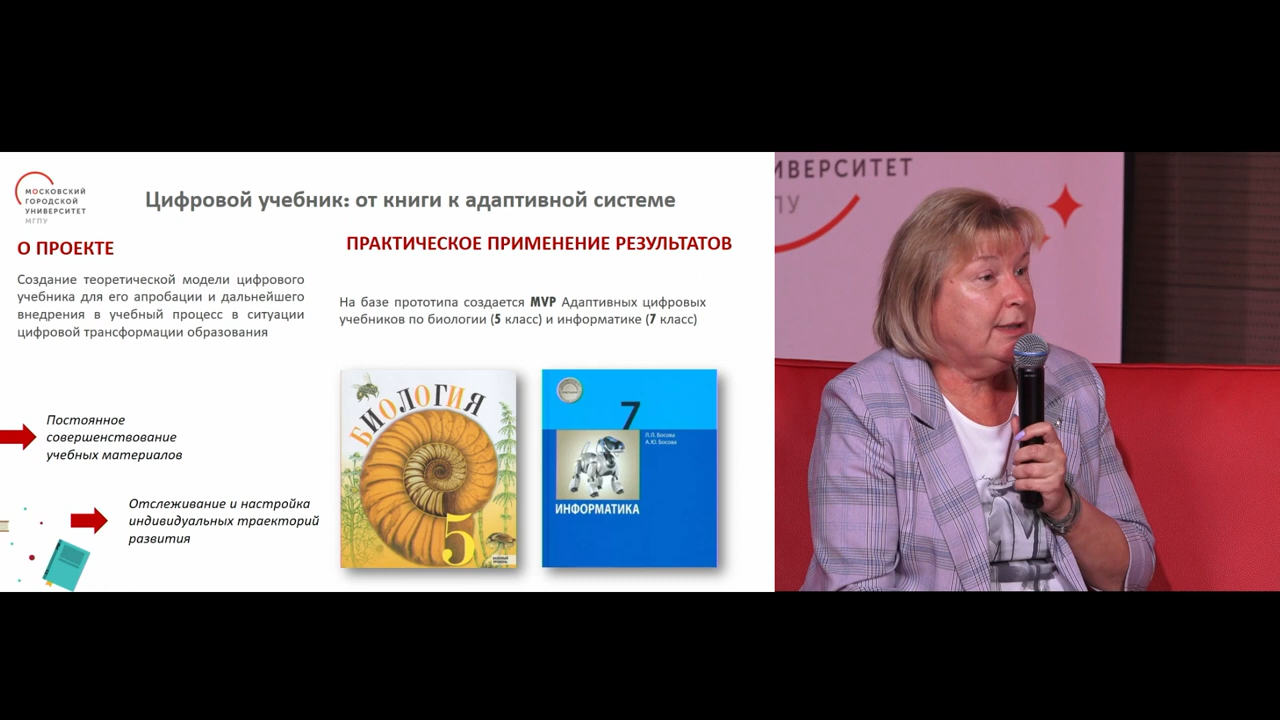 МОСКОВСКИЙ
ГОРОДСКОЙ
УНИВЕРСИТЕТ
МГПУ
Цифровой учебник: от книги к адаптивной системе
О ПРОЕКТЕ
Создание теоретической модели цифрового
учебника для его апробации и дальнейшего
внедрения в учебный процесс в ситуации
цифровой трансформации образования
Постоянное
совершенствование
учебных материалов
Отслеживание и настройка
индивидуальных траекторий
развития
ПРАКТИЧЕСКОЕ ПРИМЕНЕНИЕ РЕЗУЛЬТАТОВ
На базе прототипа создается MVP Адаптивных цифровых
учебников по биологии (5 класс) и информатике (7 класс)
БИОЛОГИЯ
5
7
Л.Л. Босова
А.Ю. Босова
ИНФОРМАТИКА
ИВЕРСИТЕТ
ПУ